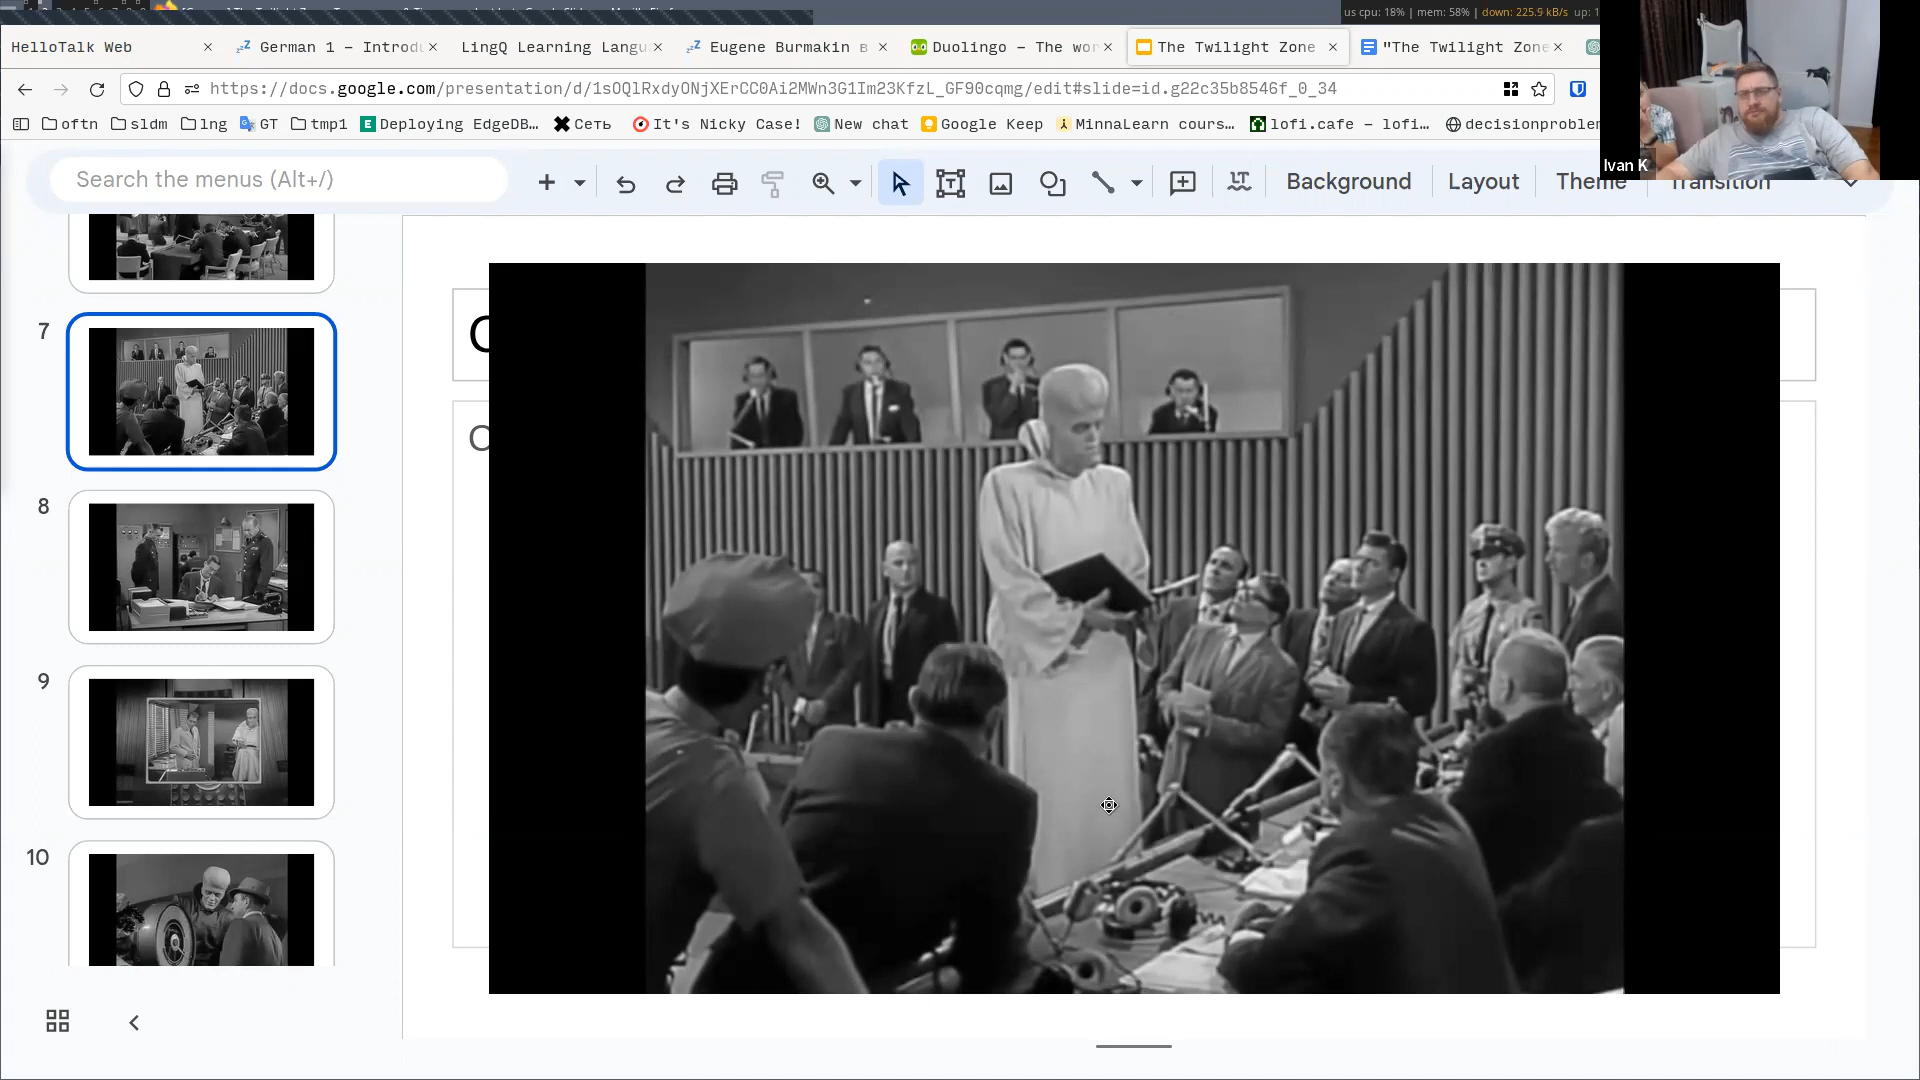 us cpu: 18% | mem: 58% | down: 225.9 kB/s up: 1
HelloTalk Web
German 1 – Introdu
LingQ Learning Langu
Eugene Burmakin в
Duolingo – The wor
The Twilight Zone
"The Twilight Zone
https://docs.google.com/presentation/d/1sOQlRxdyONjXErCC0Ai2MWn3G1Im23KfzL_GF90cqmg/edit#slide=id.g22c35b8546f_0_34
oftn
sldm
lng
GT
tmp1
Deploying EdgeDB…
Сеть
It's Nicky Case!
New chat
Google Keep
MinnaLearn cours…
lofi.cafe – lofi…
decisionproblem
Ivan K
Search the menus (Alt+/)
Background
Layout
Theme
Transition
7
8
9
10
C
C